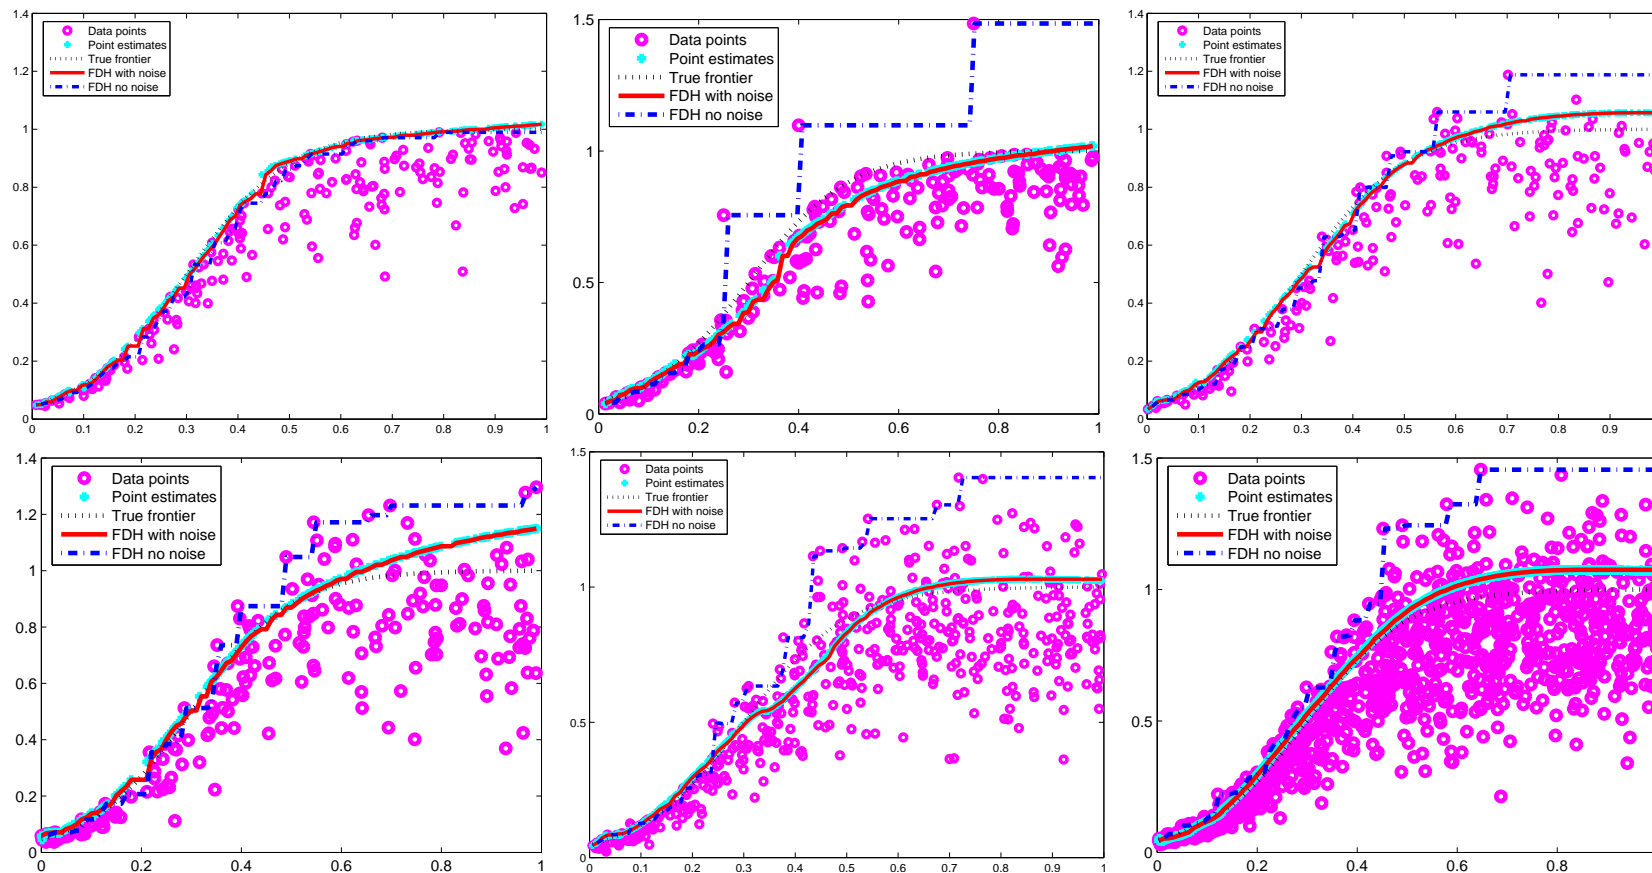 1.4
1.2
1
0.8
0.6
0.4
0.2
0
0 0.1 0.2 0.3 0.4 0.5 0.6 0.7 0.8 0.9 1
Data points
Point estimates
True frontier
FDH with noise
FDH no noise
1.5
1
0.5
0
0 0.2 0.4 0.6 0.8 1
Data points
Point estimates
True frontier
FDH with noise
FDH no noise
1.4
1.2
1
0.8
0.6
0.4
0.2
0
0 0.1 0.2 0.3 0.4 0.5 0.6 0.7 0.8 0.9
Data points
Point estimates
True frontier
FDH with noise
FDH no noise
1.4
1.2
1
0.8
0.6
0.4
0.2
0
0 0.2 0.4 0.6 0.8 1
Data points
Point estimates
True frontier
FDH with noise
FDH no noise
1.5
1
0.5
0
0 0.1 0.2 0.3 0.4 0.5 0.6 0.7 0.8 0.9 1
Data points
Point estimates
True frontier
FDH with noise
FDH no noise
1.5
1
0.5
0
0 0.2 0.4 0.6 0.8
Data points
Point estimates
True frontier
FDH with noise
FDH no noise